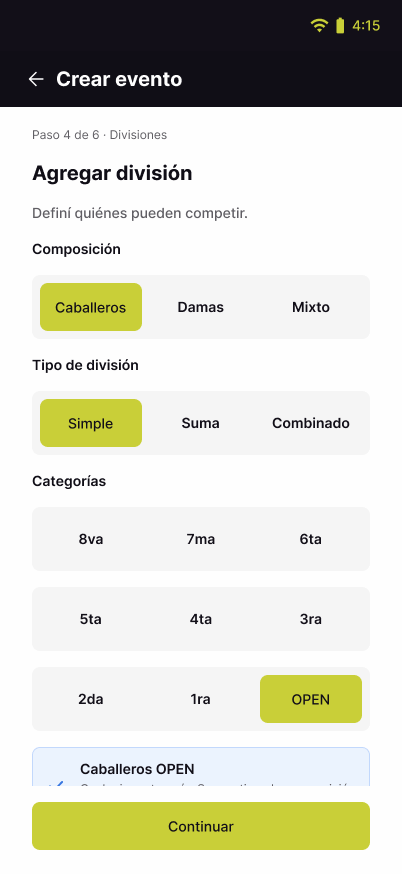 4:15
Crear evento
Paso 4 de 6 · Divisiones
Agregar división
Definí quiénes pueden competir.
Composición
Caballeros Damas Mixto
Tipo de división
Simple Suma Combinado
Categorías
8va 7ma 6ta
5ta 4ta 3ra
2da 1ra OPEN
Caballeros OPEN
Continuar